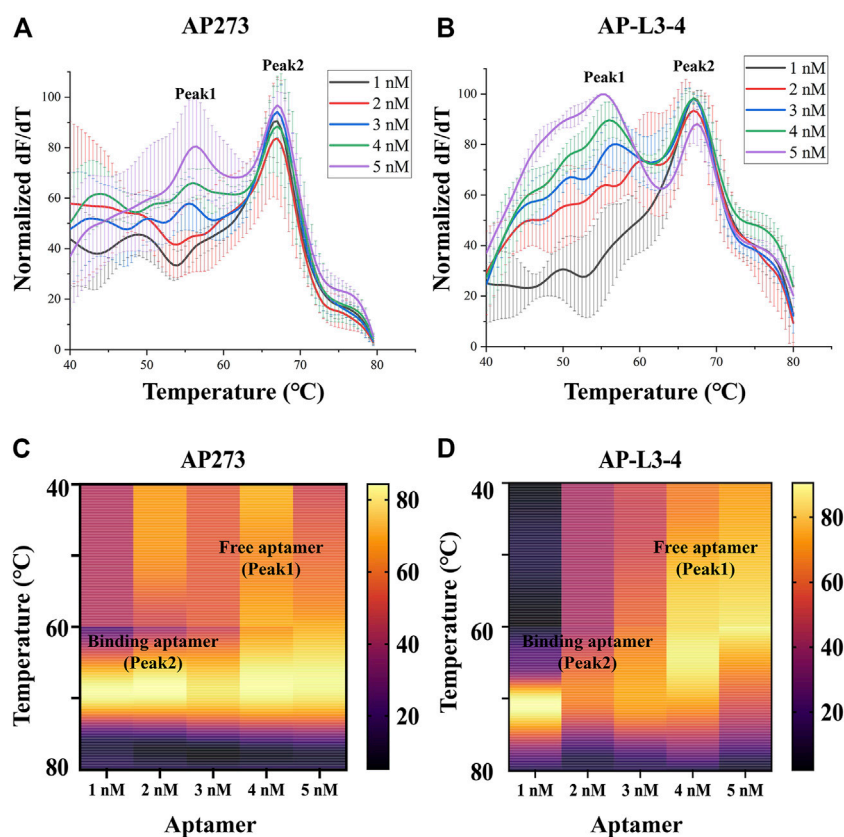 A
AP273
Peak1
Peak2
1 nM
2 nM
3 nM
4 nM
5 nM
100
80
60
40
20
0
Normalized dF/dT
40
50
60
70
80
Temperature (°C)
B
AP-L3-4
Peak1
Peak2
1 nM
2 nM
3 nM
4 nM
5 nM
100
80
60
40
20
0
Normalized dF/dT
40
50
60
70
80
Temperature (°C)
C
AP273
40
60
80
Temperature (°C)
Free aptamer
(Peak1)
Binding aptamer
(Peak2)
80
60
40
20
1 nM
2 nM
3 nM
4 nM
5 nM
Aptamer
D
AP-L3-4
40
60
80
Temperature (°C)
Free aptamer
(Peak1)
Binding aptamer
(Peak2)
80
60
40
20
1 nM
2 nM
3 nM
4 nM
5 nM
Aptamer